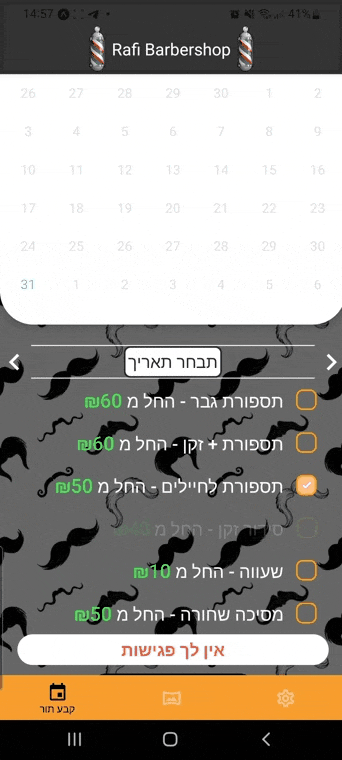 14:57 41%
Rafi Barbershop
26 27 28 29 30 1 2
3 4 5 6 7 8 9
10 11 12 13 14 15 16
17 18 19 20 21 22 23
24 25 26 27 28 29 30
31 1 2 3 4 5 6
תבחר תאריך
תספורת גבר - החל מ 60₪
תספורת + זקן - החל מ 60₪
תספורת לחיילים - החל מ 50₪
סידור זקן - החל מ 40₪
שעווה - החל מ 10₪
מסיכה שחורה - החל מ 50₪
אין לך פגישות
קבע תור